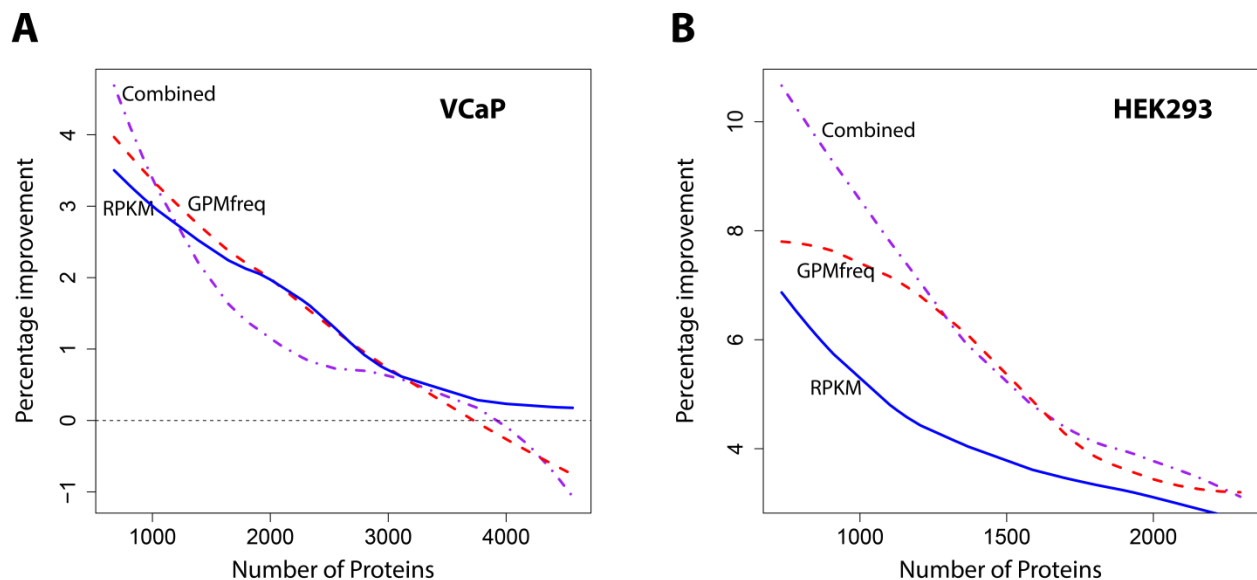 A
VCaP
Combined
GPMfreq
RPKM
Percentage improvement
4
3
2
1
0
−1
1000 2000 3000 4000
Number of Proteins
B
HEK293
Combined
GPMfreq
RPKM
Percentage improvement
10
8
6
4
1000 1500 2000
Number of Proteins